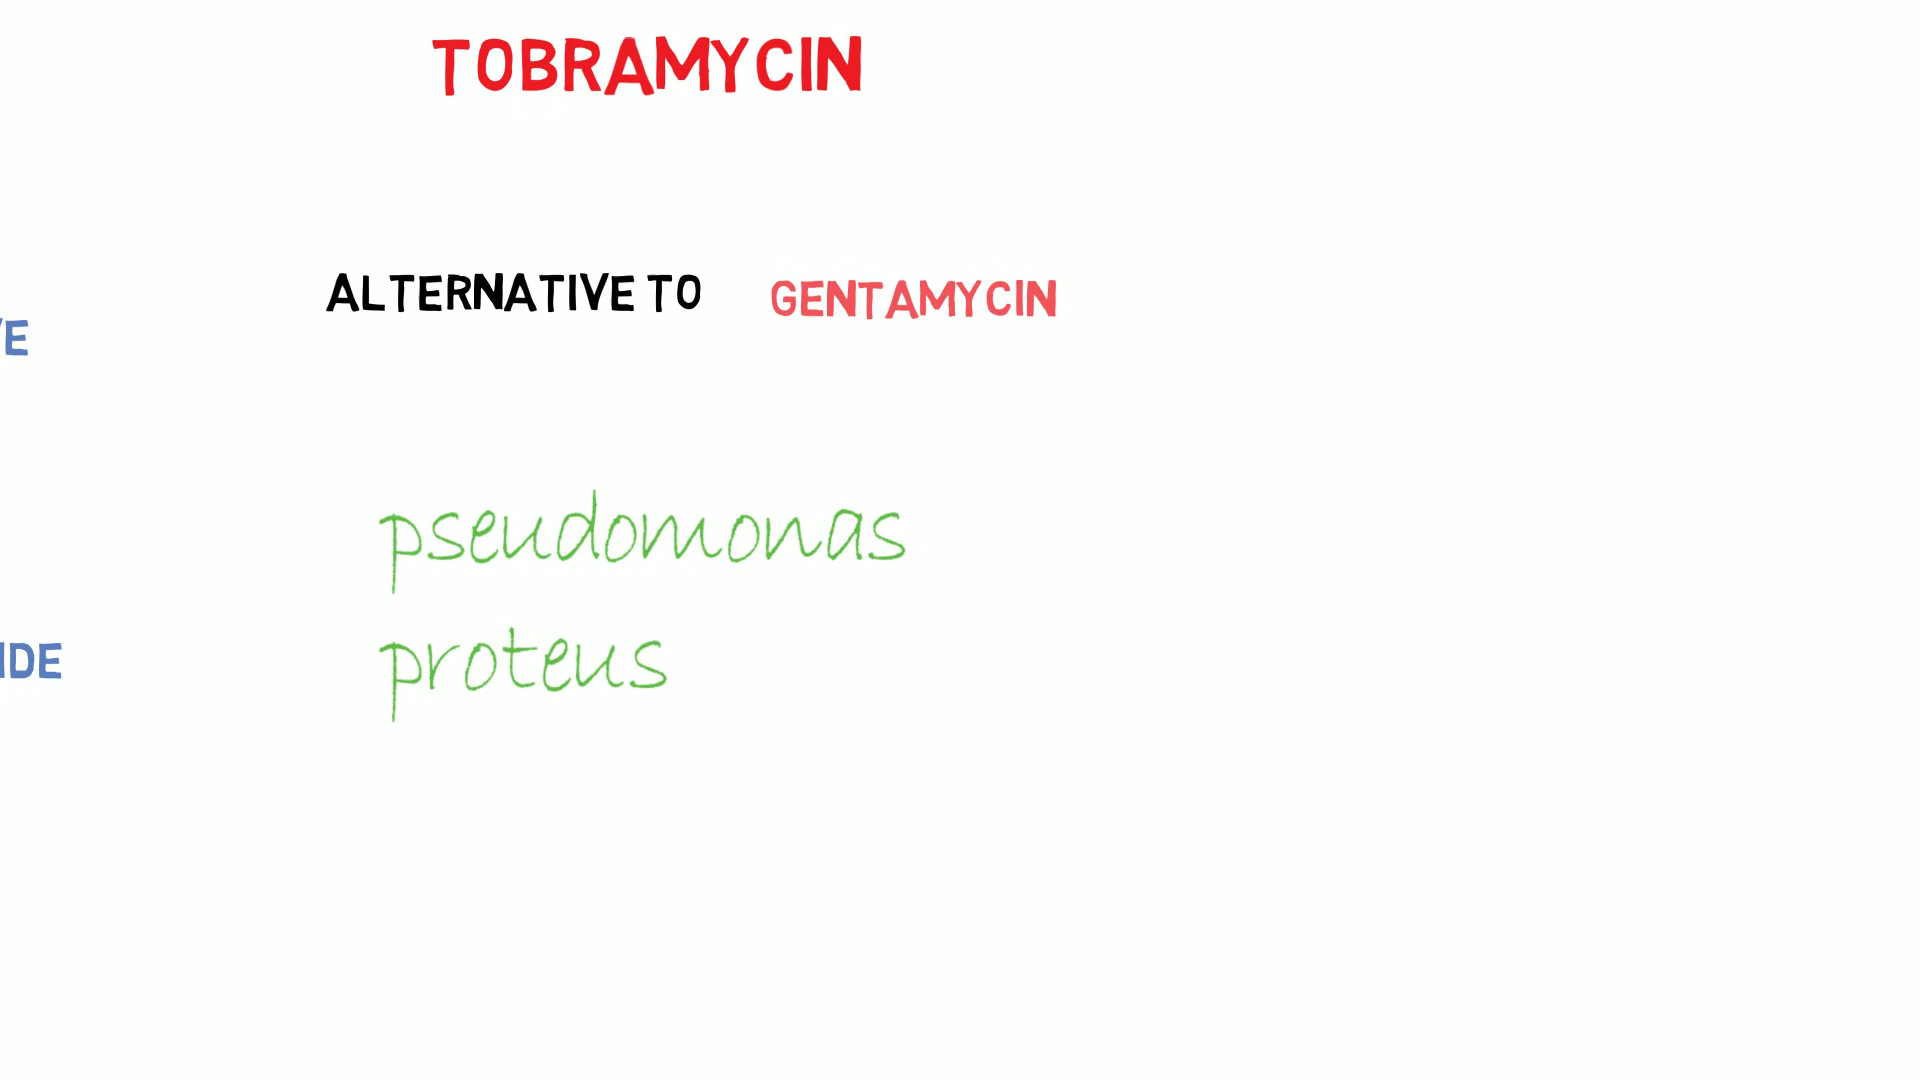 TOBRAMYCIN
ALTERNATIVE TO GENTAMYCIN
pseudomonas
proteus